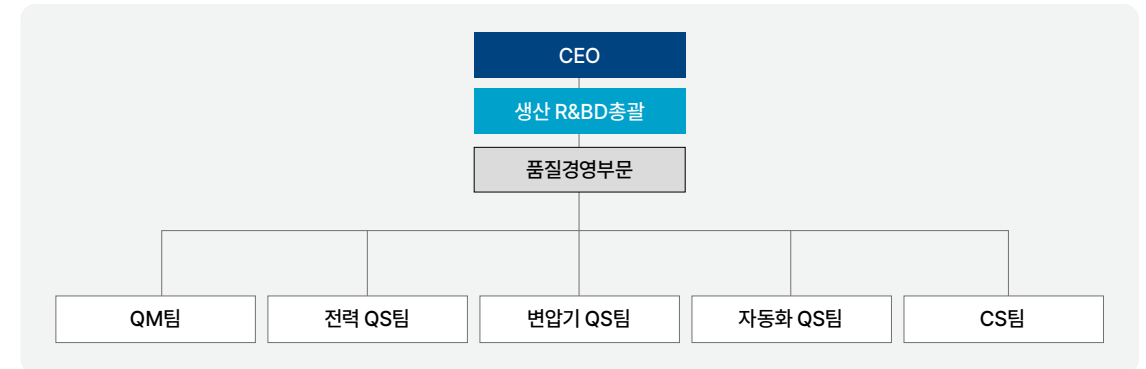 CEO
생산 R&BD총괄
품질경영부문
QM팀
전력 QS팀
변압기 QS팀
자동화 QS팀
CS팀